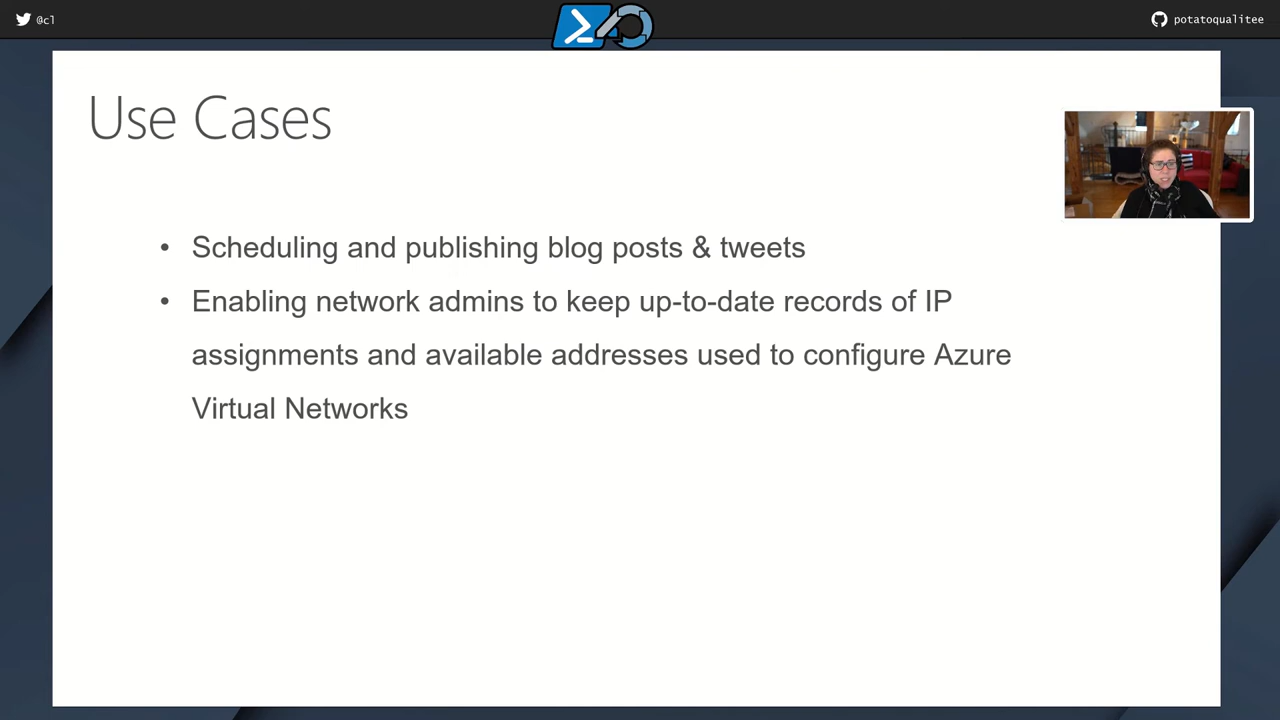 @cl
potatoqualitee
Use Cases
• Scheduling and publishing blog posts & tweets
• Enabling network admins to keep up-to-date records of IP
assignments and available addresses used to configure Azure
Virtual Networks